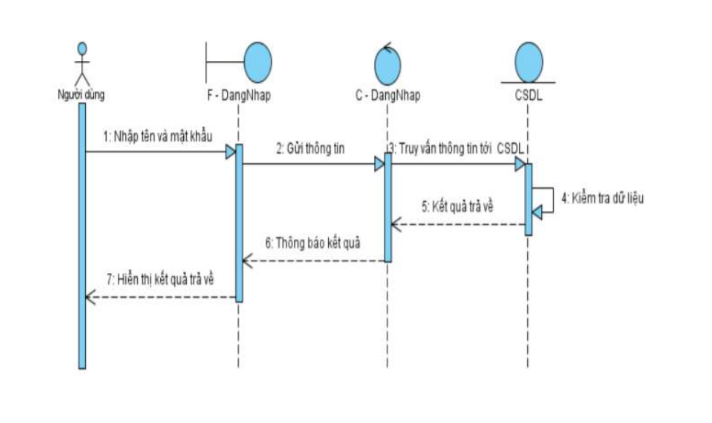 Người dùng
F - DangNhap
C - DangNhap
CSDL
1: Nhập tên và mật khẩu
2: Gửi thông tin
3: Truy vấn thông tin tới CSDL
4: Kiểm tra dữ liệu
5: Kết quả trả về
6: Thông báo kết quả
7: Hiển thị kết quả trả về